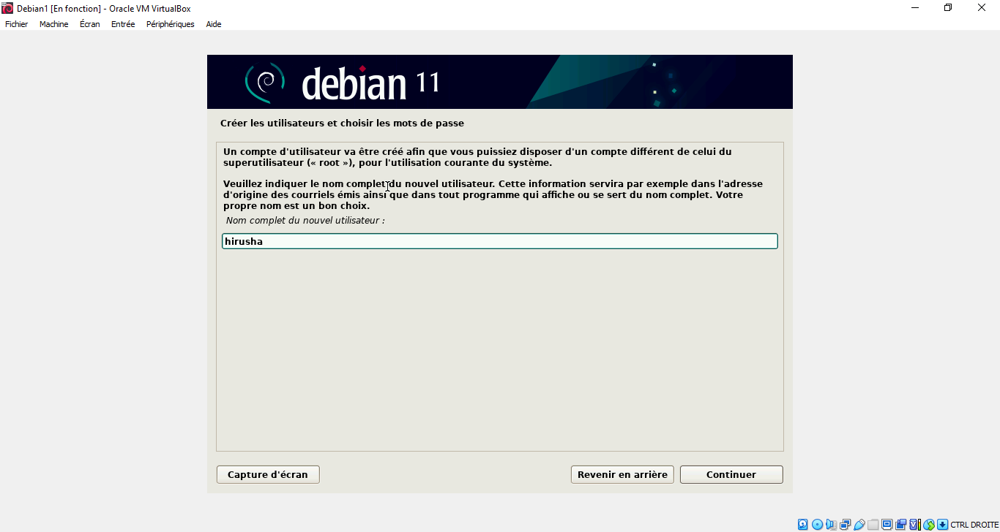 Debian1 [En fonction] - Oracle VM VirtualBox
Fichier Machine Écran Entrée Périphériques Aide
debian 11
Créer les utilisateurs et choisir les mots de passe
Un compte d'utilisateur va être créé afin que vous puissiez disposer d'un compte différent de celui du
superutilisateur (« root »), pour l'utilisation courante du système.
Veuillez indiquer le nom complet du nouvel utilisateur. Cette information servira par exemple dans l'adresse
d'origine des courriels émis ainsi que dans tout programme qui affiche ou se sert du nom complet. Votre
propre nom est un bon choix.
Nom complet du nouvel utilisateur :
hirusha
Capture d'écran Revenir en arrière Continuer
CTRL DROITE